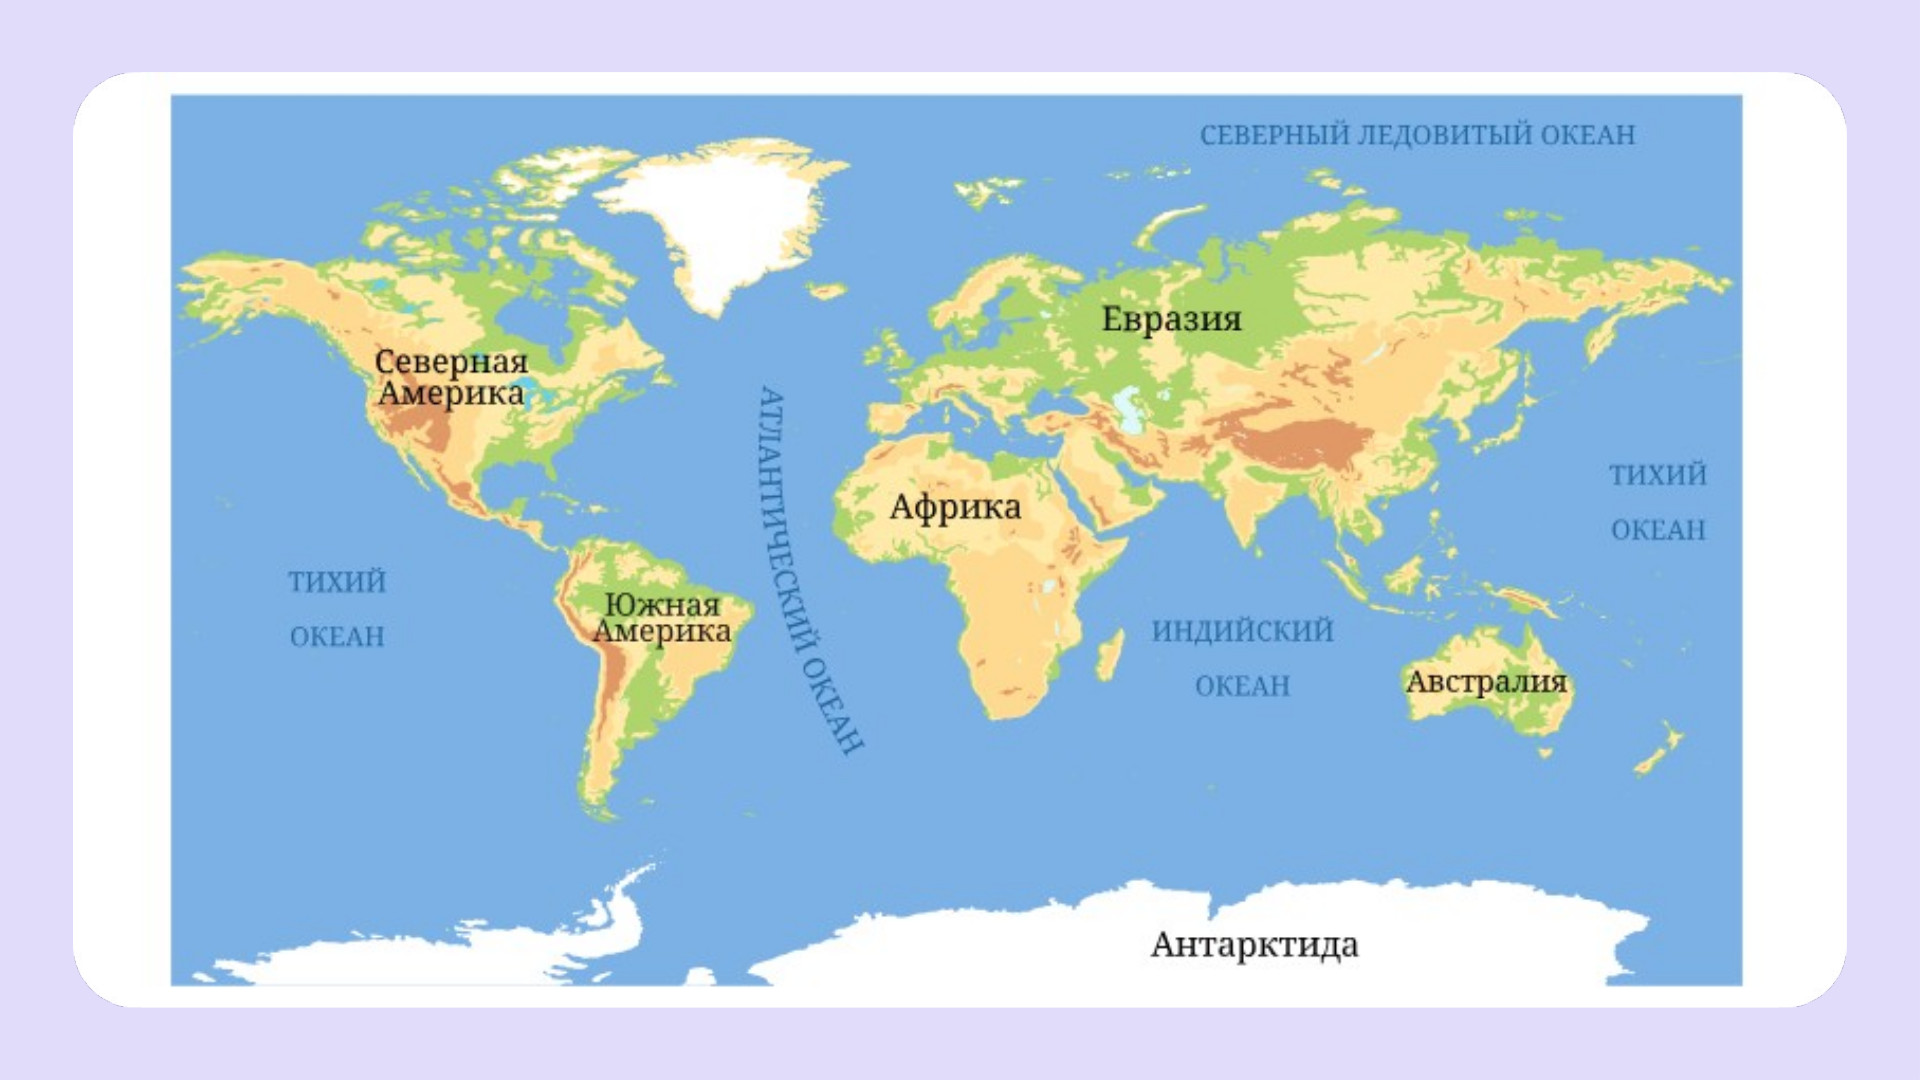 СЕВЕРНЫЙ ЛЕДОВИТЫЙ ОКЕАН
Евразия
Северная
Америка
АТЛАНТИЧЕСКИЙ ОКЕАН
ТИХИЙ
ОКЕАН
Африка
ТИХИЙ
ОКЕАН
Южная
Америка
ИНДИЙСКИЙ
ОКЕАН
Австралия
Антарктида